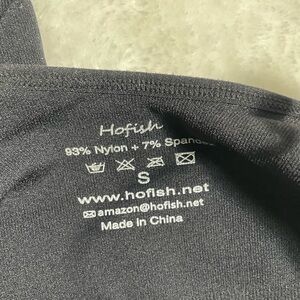 Hofish
93% Nylon + 7% Spandex
S
www.hofish.net
amazon@hofish.net
Made in China